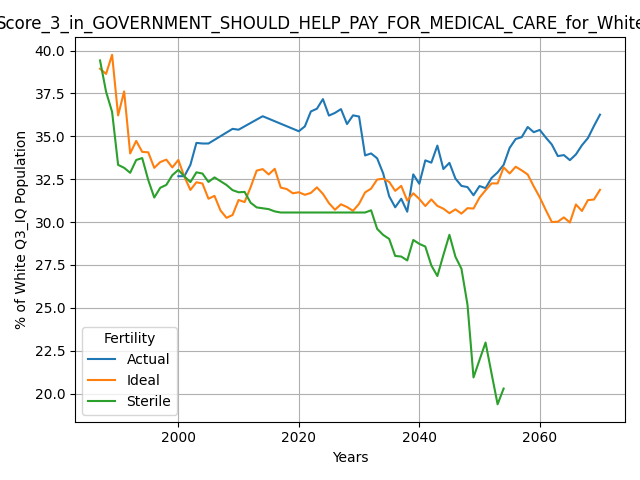 Score_3_in_GOVERNMENT_SHOULD_HELP_PAY_FOR_MEDICAL_CARE_for_White
40.0
37.5
35.0
32.5
30.0
27.5
25.0
22.5
20.0
% of White Q3_IQ Population
Fertility
Actual
Ideal
Sterile
2000
2020
2040
2060
Years